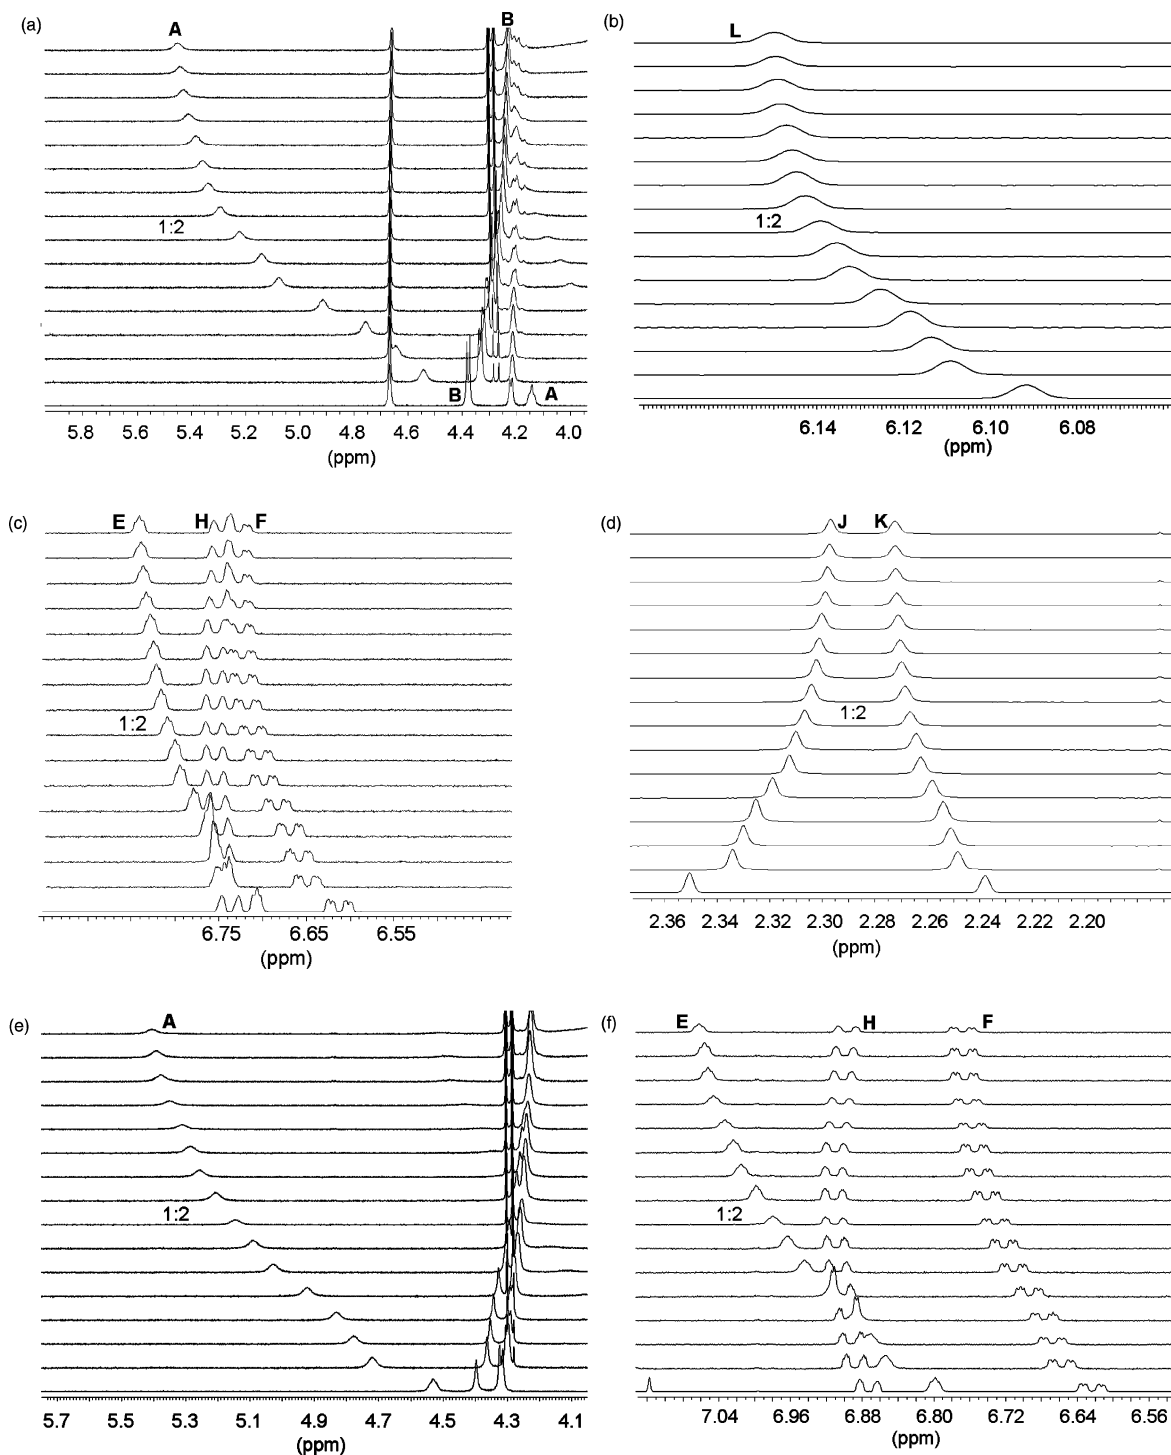 (a)
A
B
1:2
B
A
5.8 5.6 5.4 5.2 5.0 4.8 4.6 4.4 4.2 4.0
(ppm)
(b)
L
1:2
6.14 6.12 6.10 6.08
(ppm)
(c)
E H F
1:2
6.75 6.65 6.55
(ppm)
(d)
J K
1:2
2.36 2.34 2.32 2.30 2.28 2.26 2.24 2.22 2.20
(ppm)
(e)
A
1:2
5.7 5.5 5.3 5.1 4.9 4.7 4.5 4.3 4.1
(ppm)
(f)
E H F
1:2
7.04 6.96 6.88 6.80 6.72 6.64 6.56
(ppm)